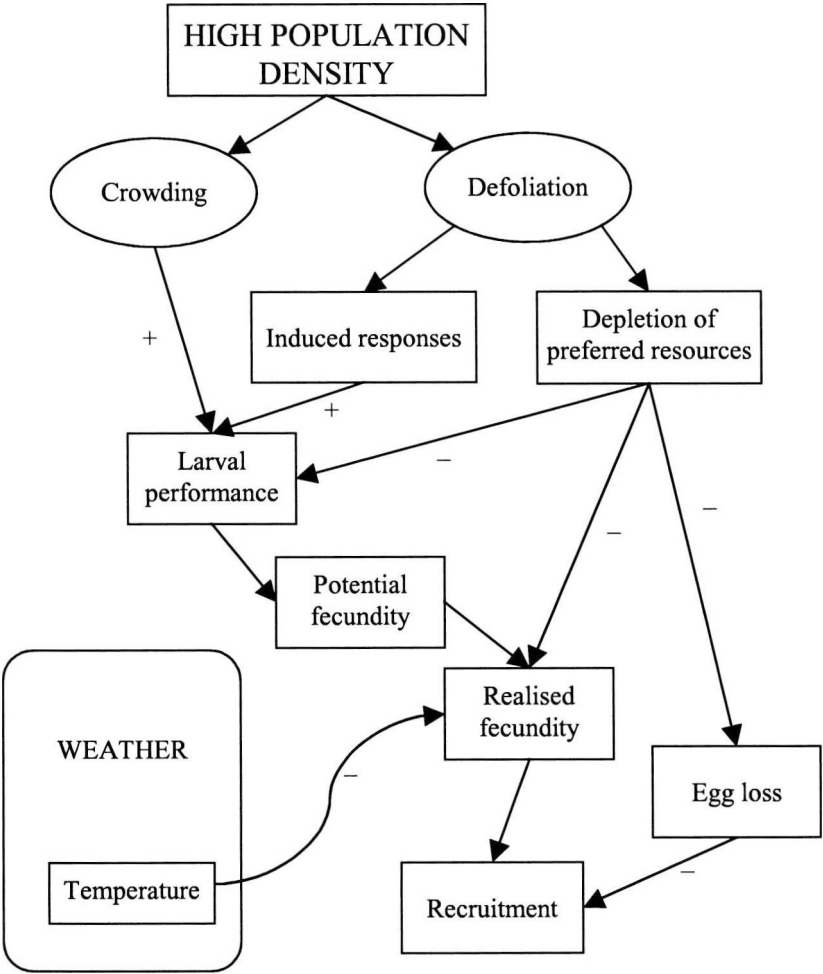 HIGH POPULATION
DENSITY
Crowding
Defoliation
Induced responses
Depletion of
preferred resources
+
+
–
Larval
performance
–
–
Potential
fecundity
Realised
fecundity
WEATHER
–
Egg loss
Temperature
–
Recruitment